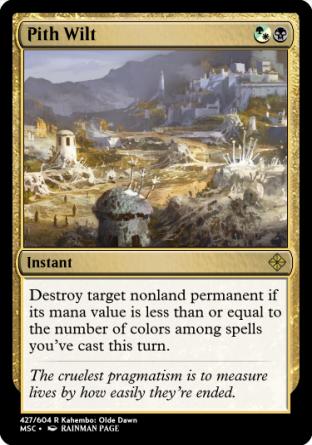 Pith Wilt
Instant
Destroy target nonland permanent if
its mana value is less than or equal to
the number of colors among spells
you've cast this turn.
The cruelest pragmatism is to measure
lives by how easily they're ended.
427/604 R Kahembo: Olde Dawn
MSC • RAINMAN PAGE